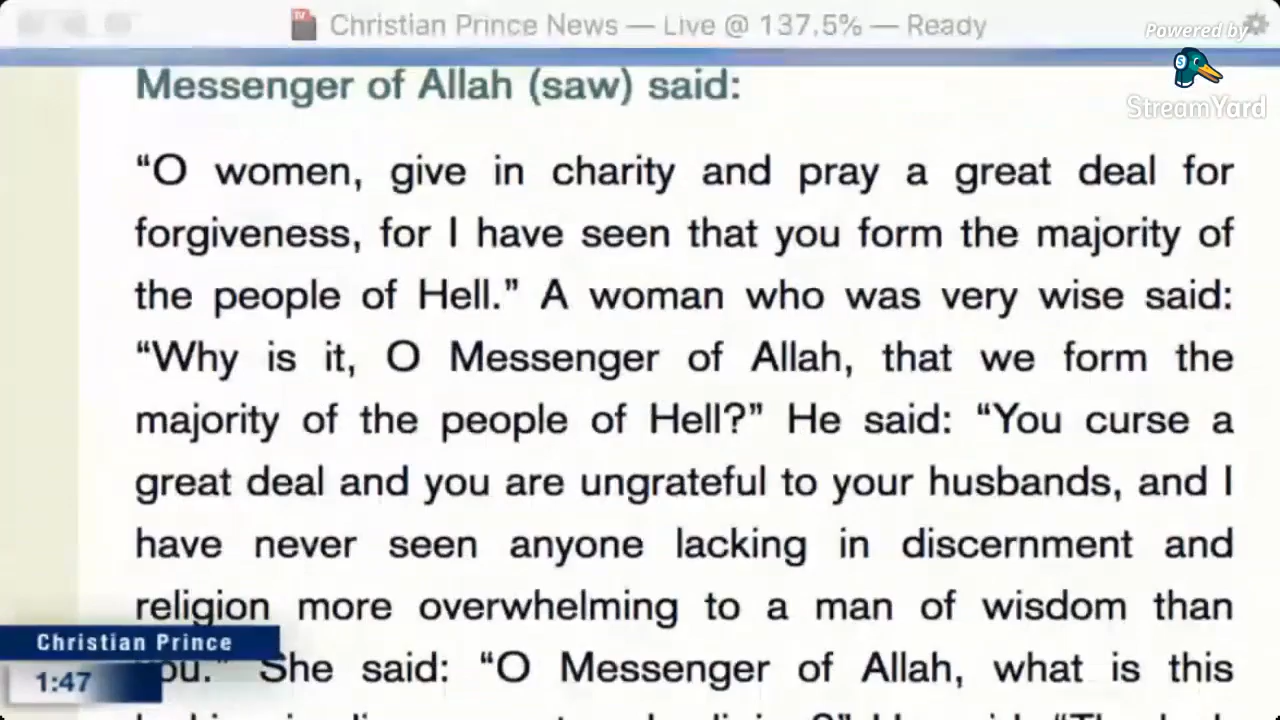 Christian Prince News — Live @ 137.5% — Ready
Powered by
StreamYard
Messenger of Allah (saw) said:
“O women, give in charity and pray a great deal for
forgiveness, for I have seen that you form the majority of
the people of Hell.” A woman who was very wise said:
“Why is it, O Messenger of Allah, that we form the
majority of the people of Hell?” He said: “You curse a
great deal and you are ungrateful to your husbands, and I
have never seen anyone lacking in discernment and
religion more overwhelming to a man of wisdom than
you.” She said: “O Messenger of Allah, what is this
Christian Prince
1:47